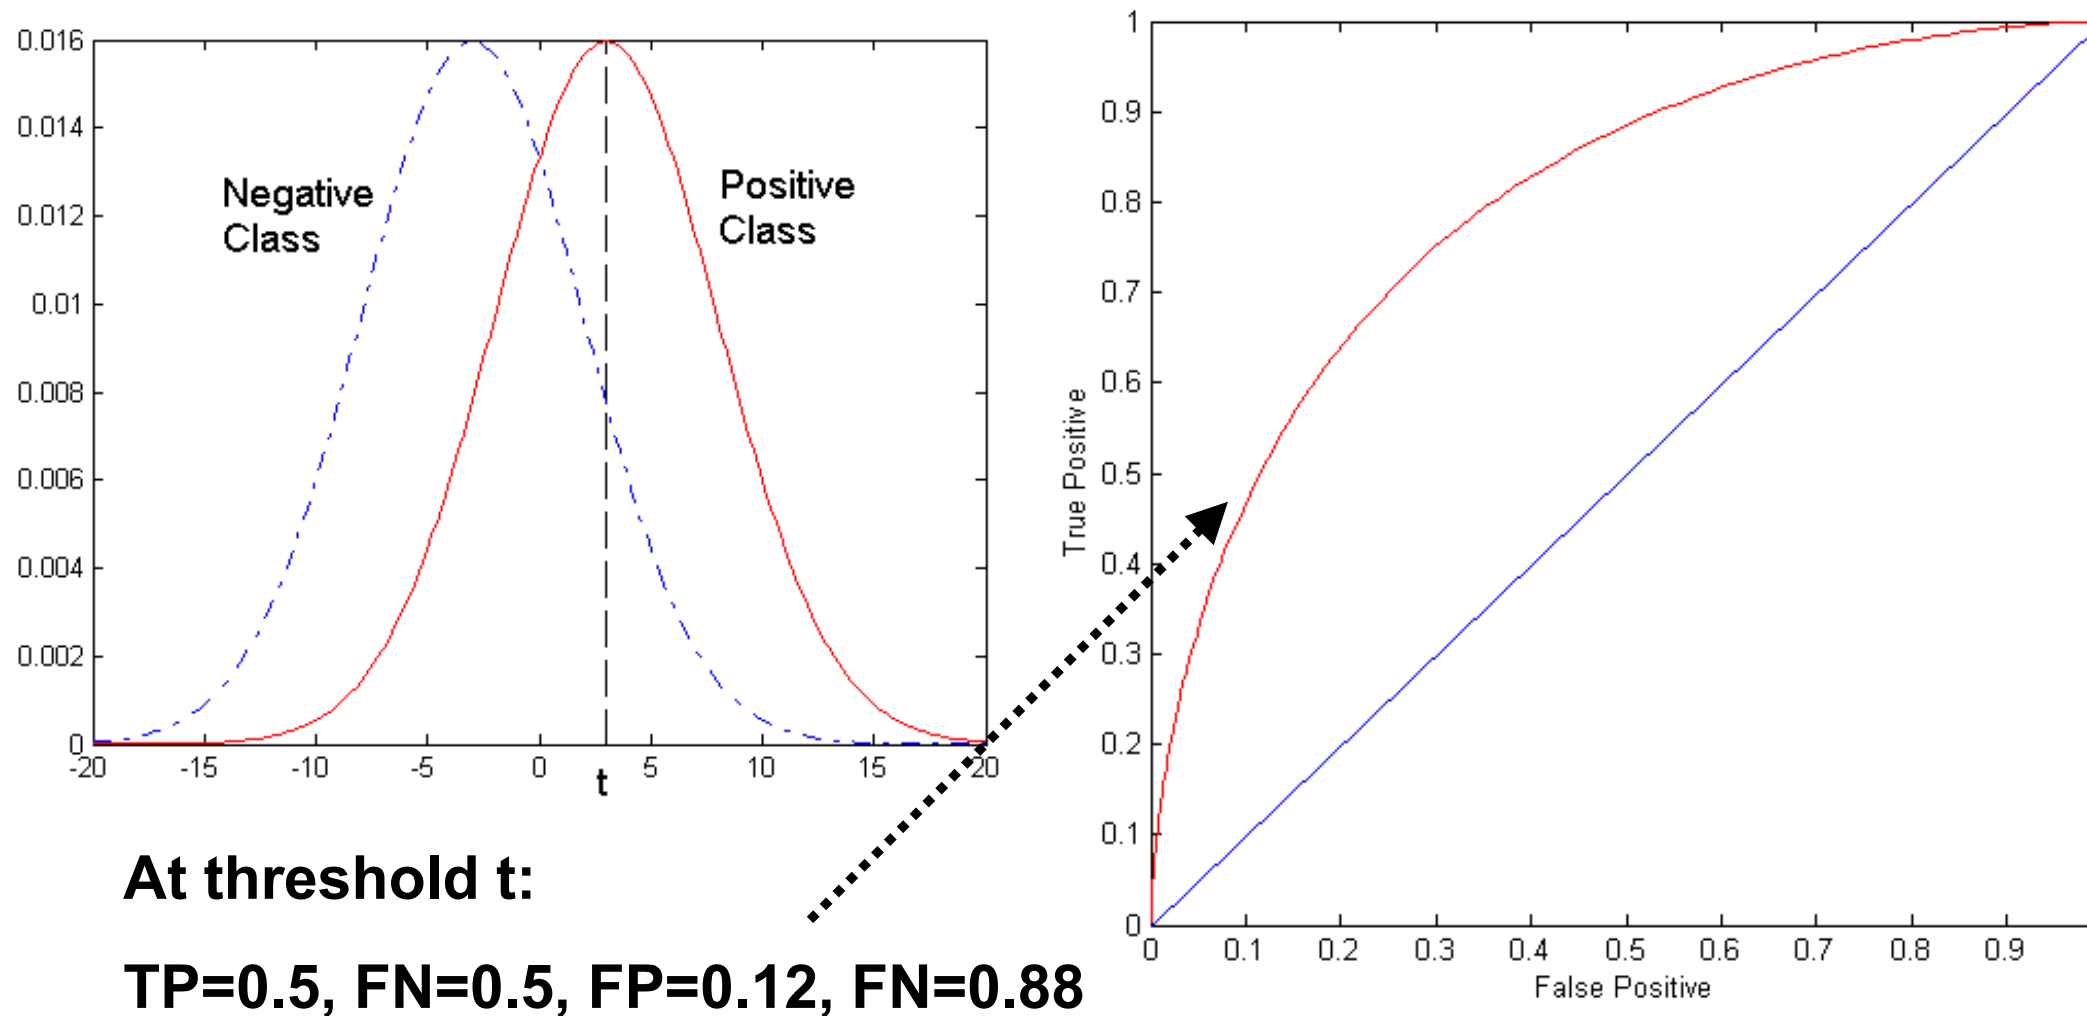 0.016
0.014
0.012
0.01
0.008
0.006
0.004
0.002
0
-20 -15 -10 -5 0 5 10 15 20
t
Negative
Class
Positive
Class
1
0.9
0.8
0.7
0.6
0.5
0.4
0.3
0.2
0.1
0
True Positive
0 0.1 0.2 0.3 0.4 0.5 0.6 0.7 0.8 0.9
False Positive
At threshold t:
TP=0.5, FN=0.5, FP=0.12, FN=0.88